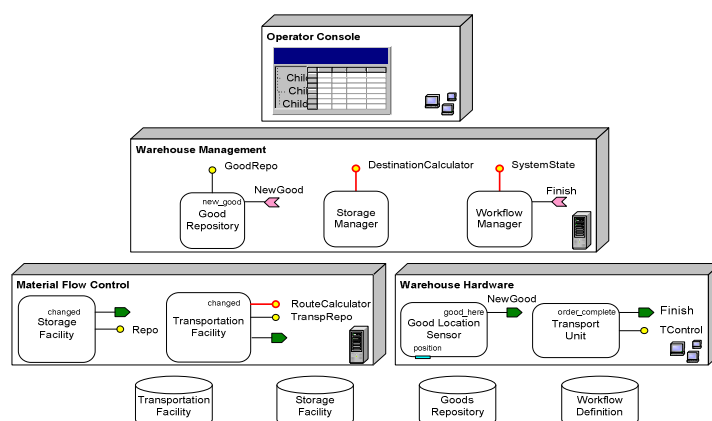 Operator Console
Child
Chil
Child
Warehouse Management
GoodRepo
DestinationCalculator
SystemState
NewGood
Finish
new_good
Good
Repository
Storage
Manager
Workflow
Manager
Material Flow Control
changed
Storage
Facility
Repo
changed
Transportation
Facility
RouteCalculator
TranspRepo
Warehouse Hardware
NewGood
good_here
Good Location
Sensor
position
order_complete
Transport
Unit
Finish
TControl
Transportation
Facility
Storage
Facility
Goods
Repository
Workflow
Definition